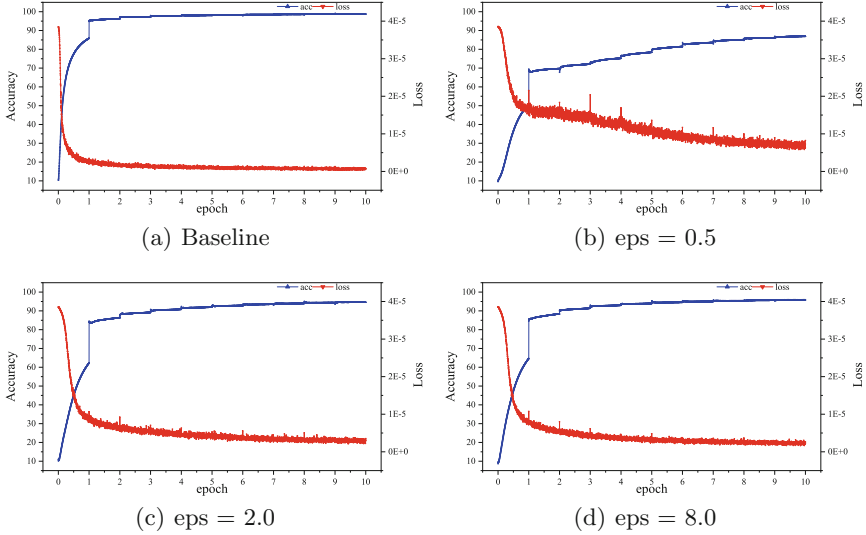 acc loss
100
90
80
70
60
50
40
30
20
10
Accuracy
4E-5
3E-5
2E-5
1E-5
0E+0
Loss
0 1 2 3 4 5 6 7 8 9 10
epoch
(a) Baseline
acc loss
100
90
80
70
60
50
40
30
20
10
Accuracy
4E-5
3E-5
2E-5
1E-5
0E+0
Loss
0 1 2 3 4 5 6 7 8 9 10
epoch
(b) eps = 0.5
acc loss
100
90
80
70
60
50
40
30
20
10
Accuracy
4E-5
3E-5
2E-5
1E-5
0E+0
Loss
0 1 2 3 4 5 6 7 8 9 10
epoch
(c) eps = 2.0
acc loss
100
90
80
70
60
50
40
30
20
10
Accuracy
4E-5
3E-5
2E-5
1E-5
0E+0
Loss
0 1 2 3 4 5 6 7 8 9 10
epoch
(d) eps = 8.0